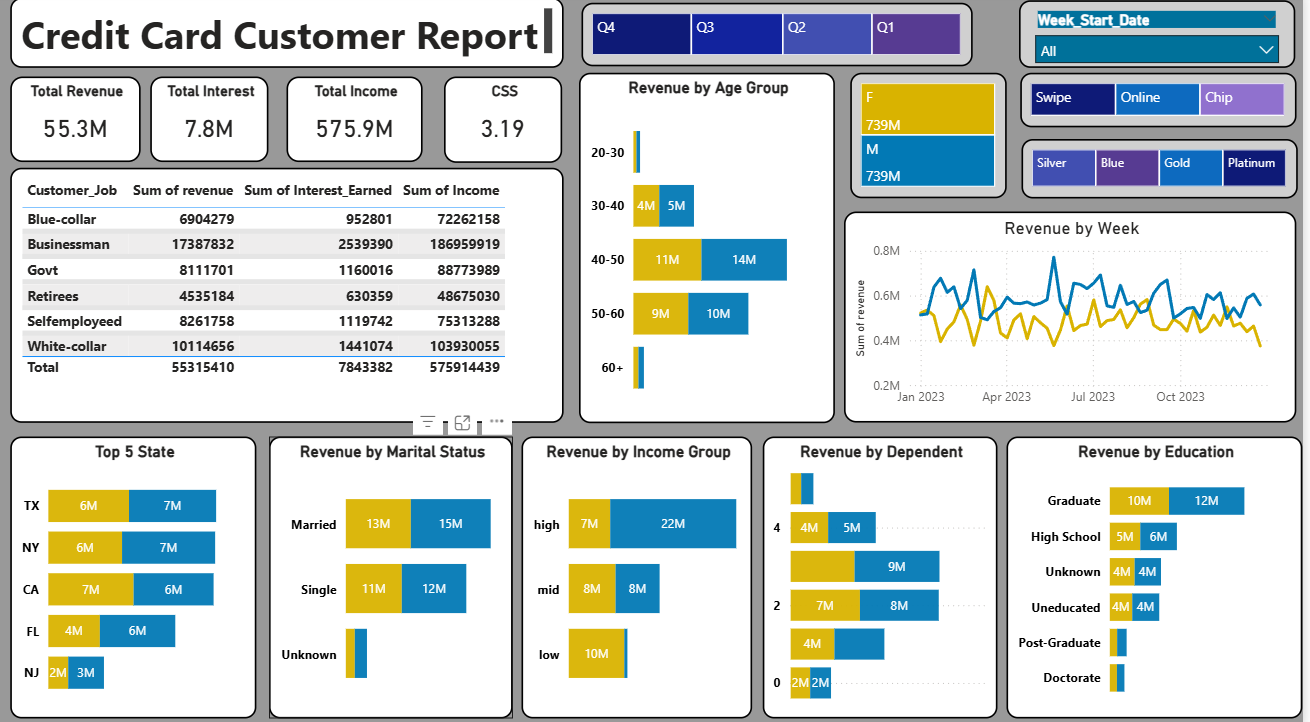 Credit Card Customer Report
Q4 Q3 Q2 Q1
Week_Start_Date
All
Total Revenue
55.3M
Total Interest
7.8M
Total Income
575.9M
CSS
3.19
Revenue by Age Group
20-30
30-40 4M 5M
40-50 11M 14M
50-60 9M 10M
60+
F
739M
M
739M
Swipe Online Chip
Silver Blue Gold Platinum
Customer_Job Sum of revenue Sum of Interest_Earned Sum of Income
Blue-collar 6904279 952801 72262158
Businessman 17387832 2539390 186959919
Govt 8111701 1160016 88773989
Retirees 4535184 630359 48675030
Selfemployeed 8261758 1119742 75313288
White-collar 10114656 1441074 103930055
Total 55315410 7843382 575914439
Revenue by Week
Sum of revenue
0.8M
0.6M
0.4M
0.2M
Jan 2023 Apr 2023 Jul 2023 Oct 2023
Top 5 State
TX 6M 7M
NY 6M 7M
CA 7M 6M
FL 4M 6M
NJ 2M 3M
Revenue by Marital Status
Married 13M 15M
Single 11M 12M
Unknown
Revenue by Income Group
high 7M 22M
mid 8M 8M
low 10M
Revenue by Dependent
4 4M 5M
9M
2 7M 8M
4M
0 2M 2M
Revenue by Education
Graduate 10M 12M
High School 5M 6M
Unknown 4M 4M
Uneducated 4M 4M
Post-Graduate
Doctorate